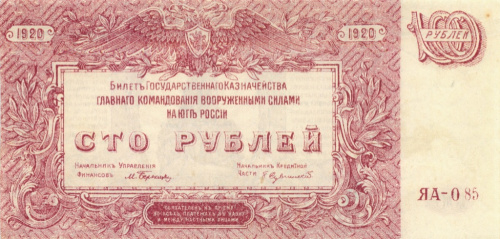 1920
1920
100
РУБЛЕЙ
БИЛЕТЪ ГОСУДАРСТВЕННАГО КАЗНАЧЕЙСТВА
ГЛАВНАГО КОМАНДОВАНІЯ ВООРУЖЕННЫМИ СИЛАМИ
НА ЮГѢ РОССІИ
СТО РУБЛЕЙ
НАЧАЛЬНИКЪ УПРАВЛЕНІЯ
ФИНАНСОВЪ
НАЧАЛЬНИКЪ КРЕДИТНОЙ
ЧАСТИ
ЯА-085